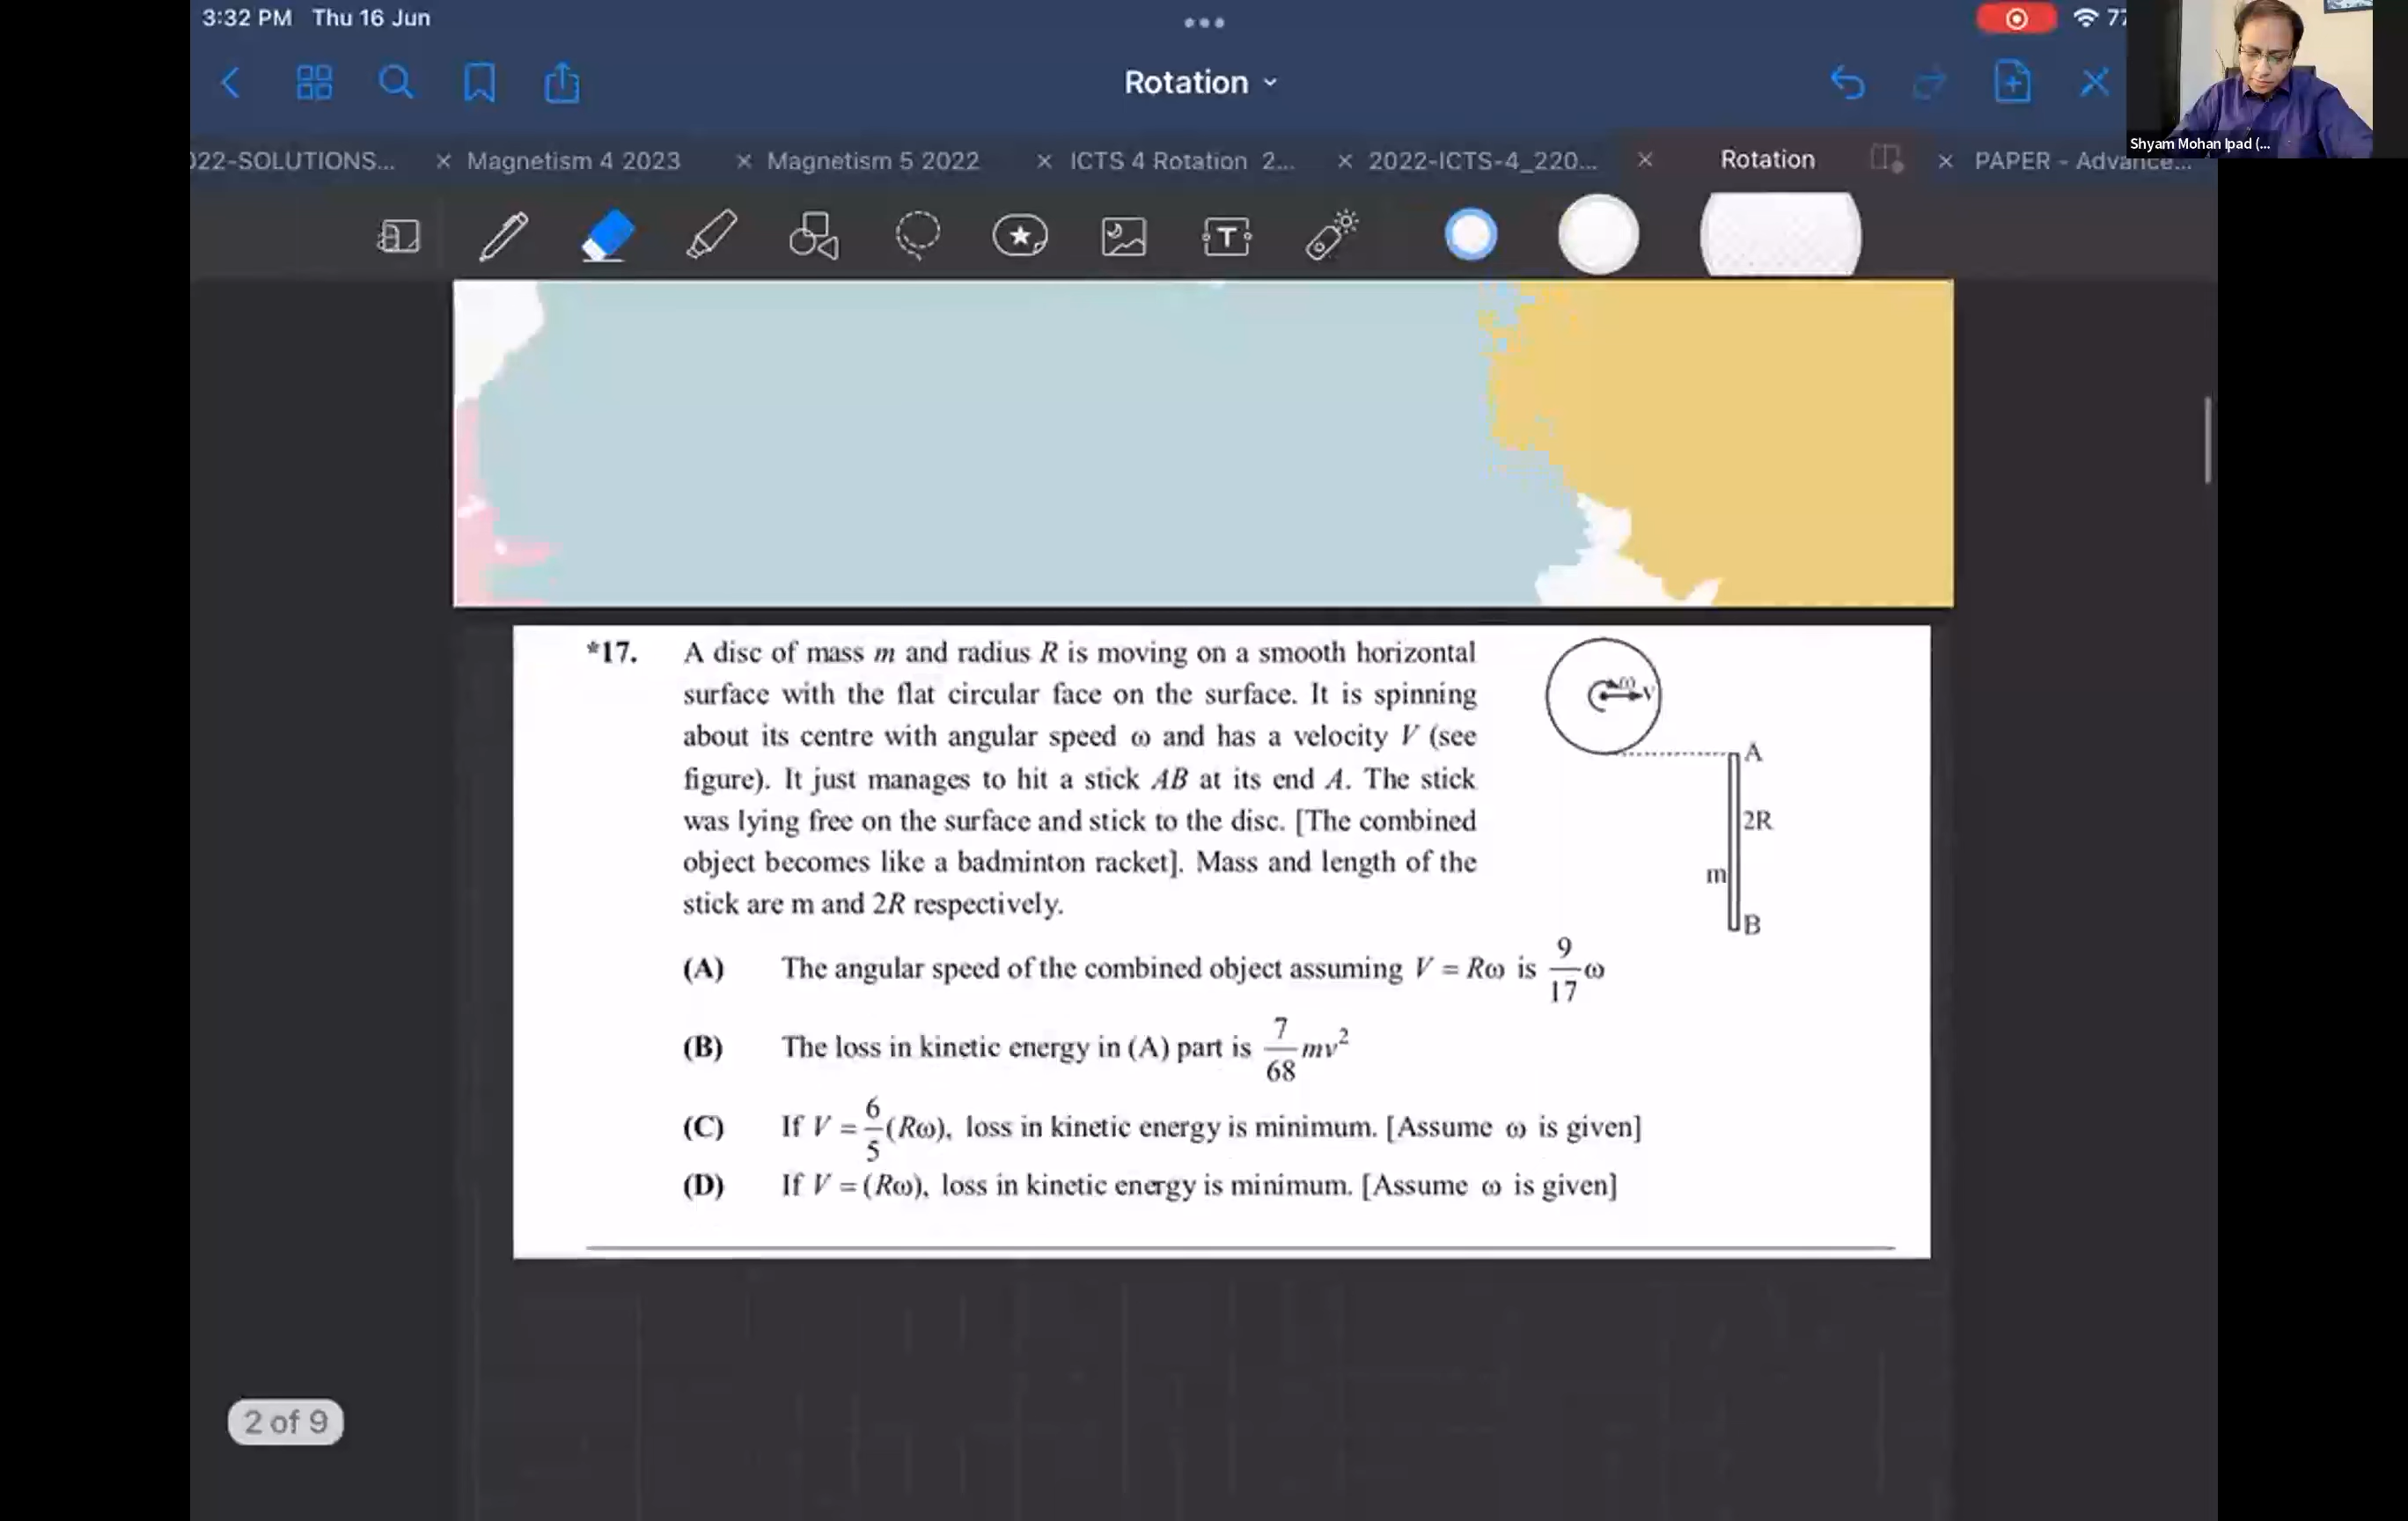 3:32 PM Thu 16 Jun
Rotation
Shyam Mohan Ipad (...
)22-SOLUTIONS... × Magnetism 4 2023 × Magnetism 5 2022 × ICTS 4 Rotation 2... × 2022-ICTS-4_220... × Rotation × PAPER - Advance...
T
*17. A disc of mass m and radius R is moving on a smooth horizontal
surface with the flat circular face on the surface. It is spinning
about its centre with angular speed ω and has a velocity V (see
figure). It just manages to hit a stick AB at its end A. The stick
was lying free on the surface and stick to the disc. [The combined
object becomes like a badminton racket]. Mass and length of the
stick are m and 2R respectively.
ω
V
A
2R
m
B
(A) The angular speed of the combined object assuming V = Rω is 9/17 ω
(B) The loss in kinetic energy in (A) part is 7/68 mv²
(C) If V = 6/5 (Rω), loss in kinetic energy is minimum. [Assume ω is given]
(D) If V = (Rω), loss in kinetic energy is minimum. [Assume ω is given]
2 of 9